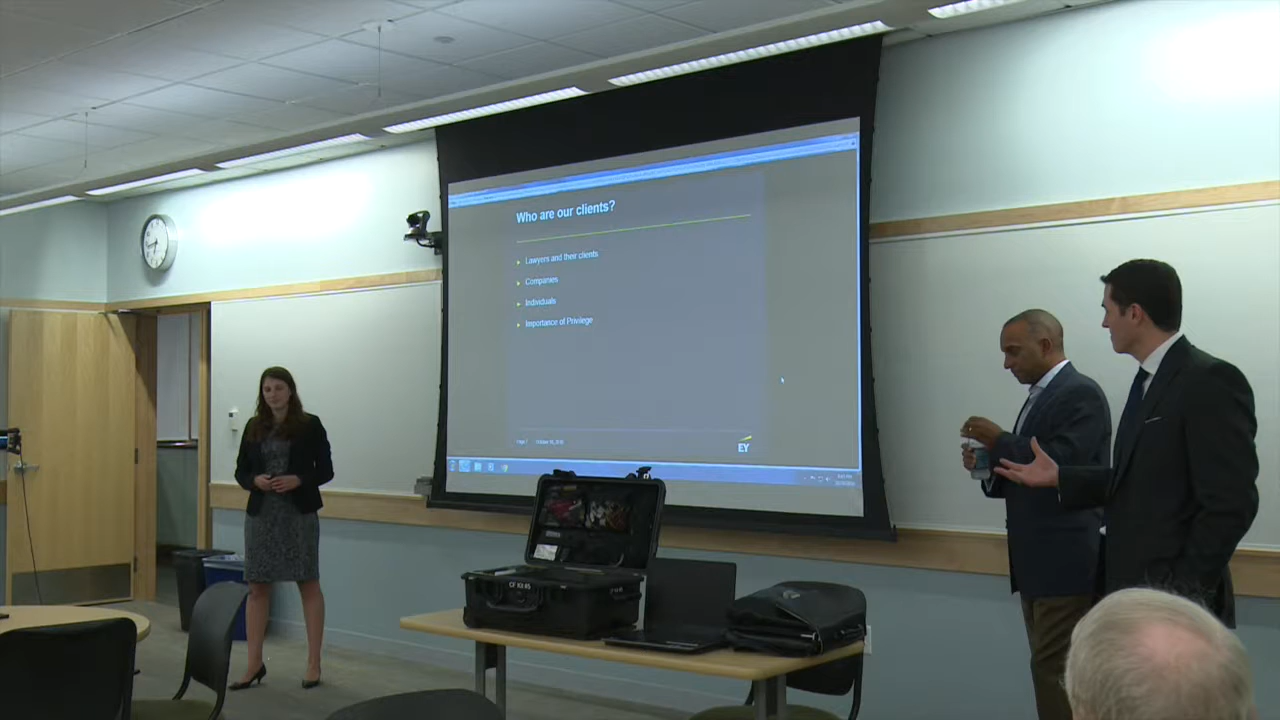 Who are our clients?
Lawyers and their clients
Companies
Individuals
Importance of Privilege
EY